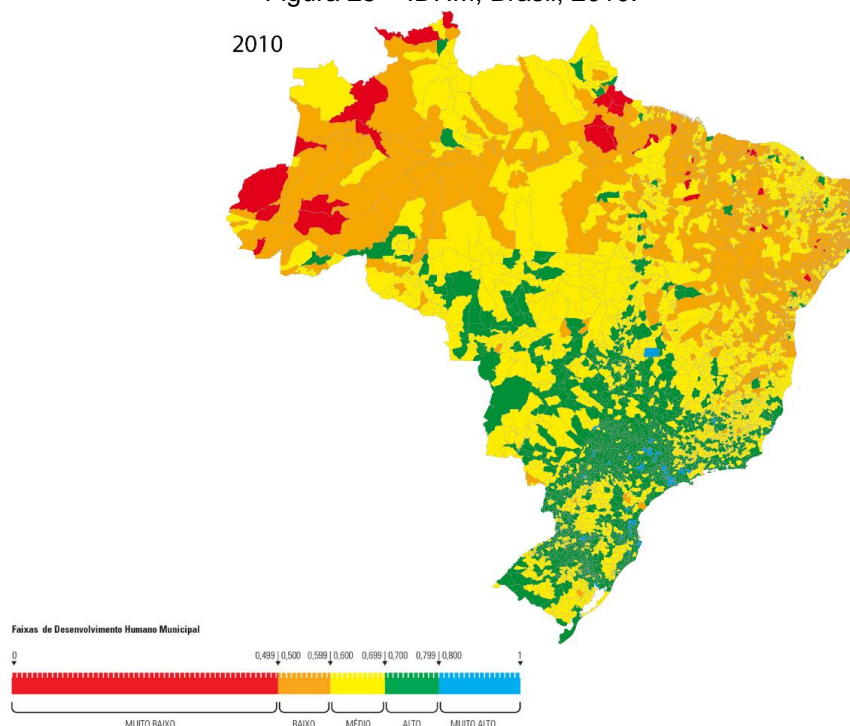 2010
Faixas de Desenvolvimento Humano Municipal
0 0,499 | 0,500 0,599 | 0,600 0,699 | 0,700 0,799 | 0,800 1
MUITO BAIXO BAIXO MÉDIO ALTO MUITO ALTO